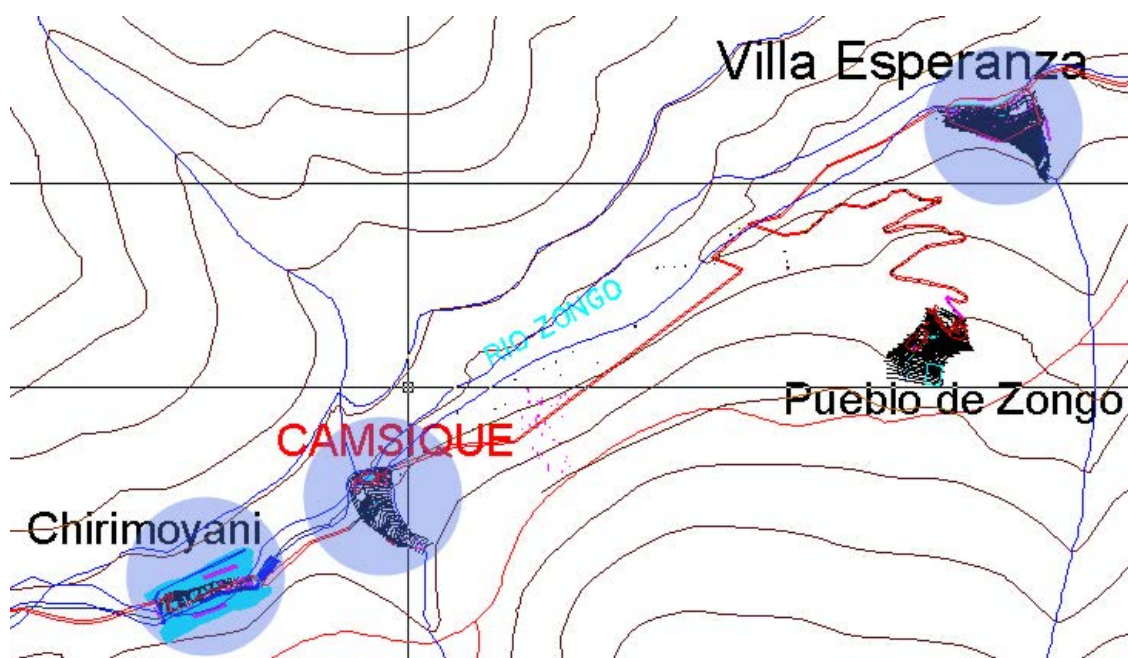 Villa Esperanza
RIO ZONGO
Pueblo de Zongo
CAMSIQUE
Chirimoyani